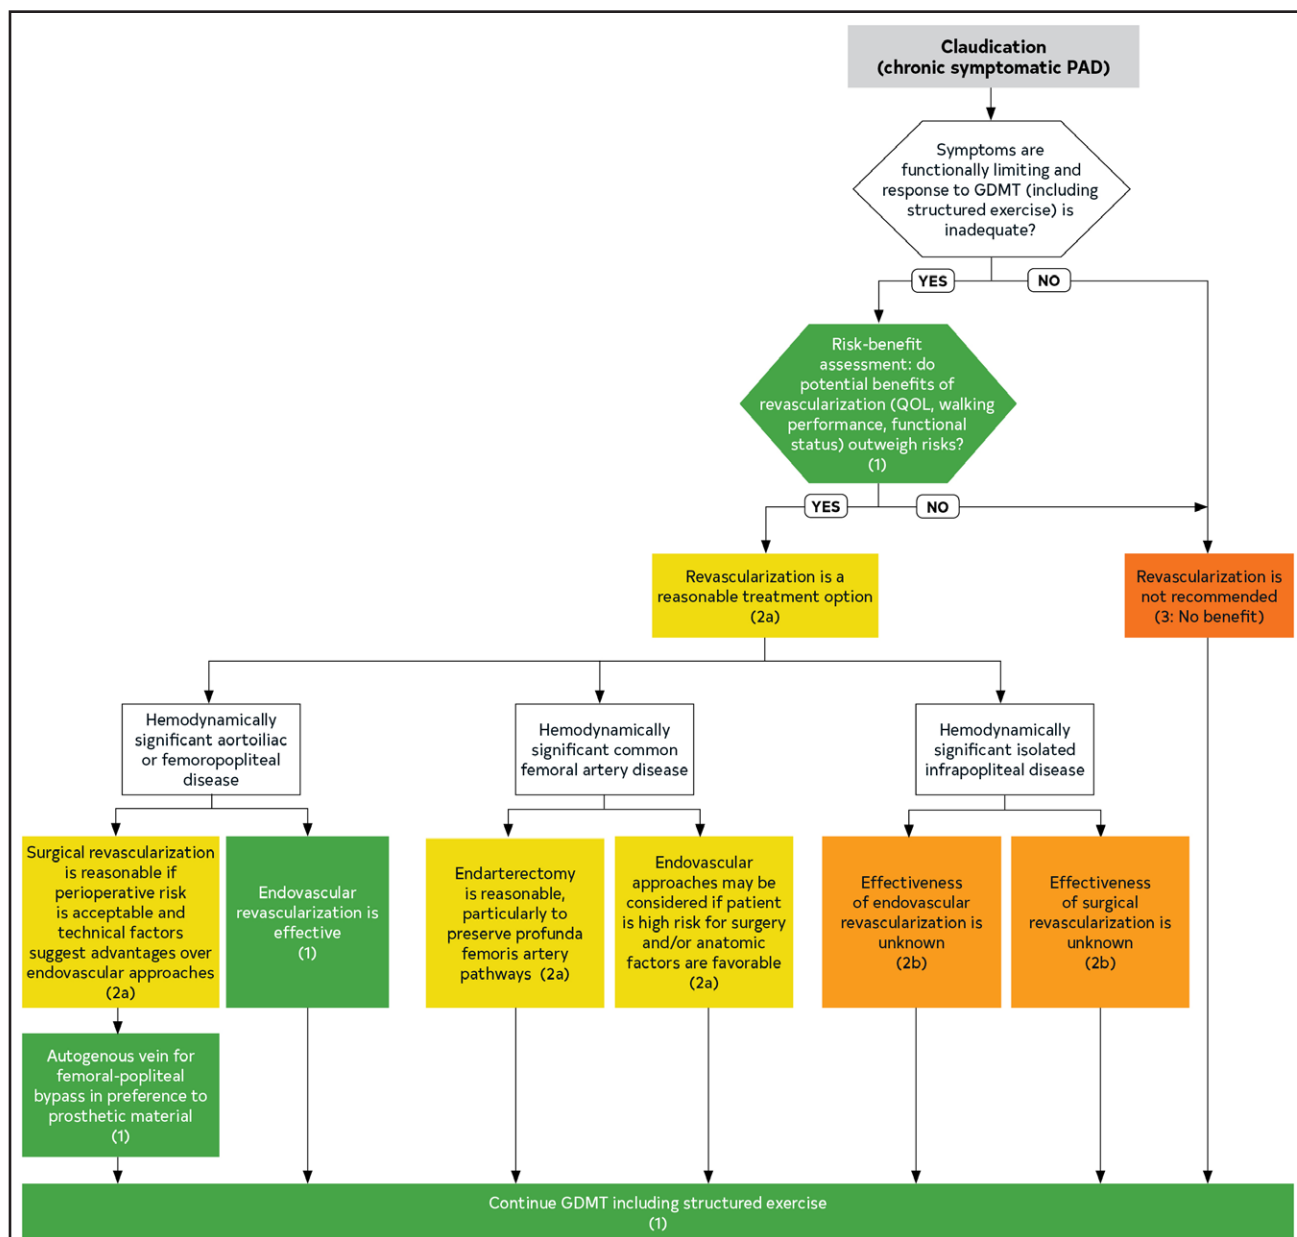 Claudication
(chronic symptomatic PAD)
Symptoms are
functionally limiting and
response to GDMT (including
structured exercise) is
inadequate?
YES
NO
Risk-benefit
assessment: do
potential benefits of
revascularization (QOL, walking
performance, functional
status) outweigh risks?
(1)
YES
NO
Revascularization is a
reasonable treatment option
(2a)
Revascularization is
not recommended
(3: No benefit)
Hemodynamically
significant aortoiliac
or femoropopliteal
disease
Hemodynamically
significant common
femoral artery disease
Hemodynamically
significant isolated
infrapopliteal disease
Surgical revascularization
is reasonable if
perioperative risk
is acceptable and
technical factors
suggest advantages over
endovascular approaches
(2a)
Endovascular
revascularization is
effective
(1)
Endarterectomy
is reasonable,
particularly to
preserve profunda
femoris artery
pathways (2a)
Endovascular
approaches may be
considered if patient
is high risk for surgery
and/or anatomic
factors are favorable
(2a)
Effectiveness
of endovascular
revascularization is
unknown
(2b)
Effectiveness
of surgical
revascularization is
unknown
(2b)
Autogenous vein for
femoral-popliteal
bypass in preference to
prosthetic material
(1)
Continue GDMT including structured exercise
(1)